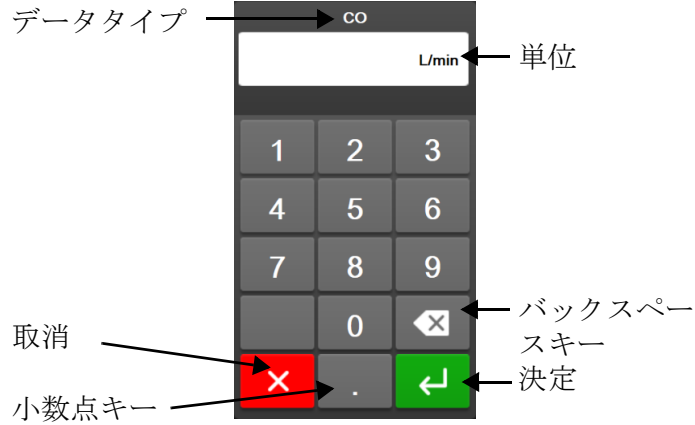 データタイプ
CO
L/min
単位
1 2 3
4 5 6
7 8 9
0
バックスペー
スキー
取消
.
決定
小数点キー